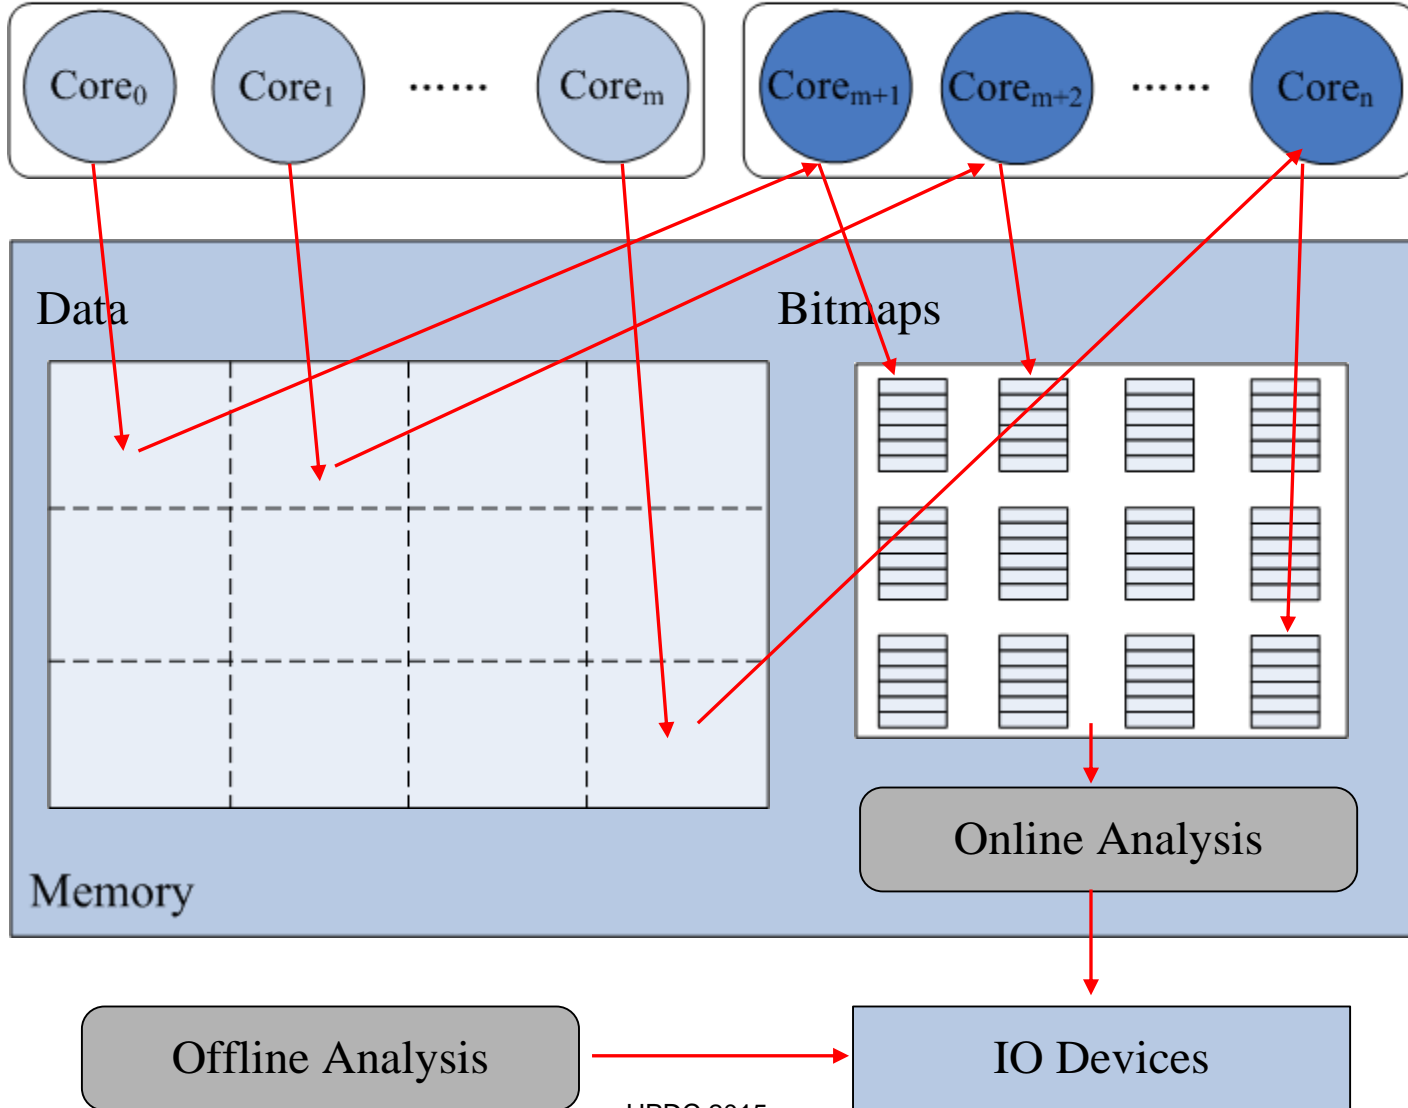 Core₀ Core₁ ...... Coreₘ Coreₘ₊₁ Coreₘ₊₂ ...... Coreₙ
Data Bitmaps
Online Analysis
Memory
Offline Analysis IO Devices